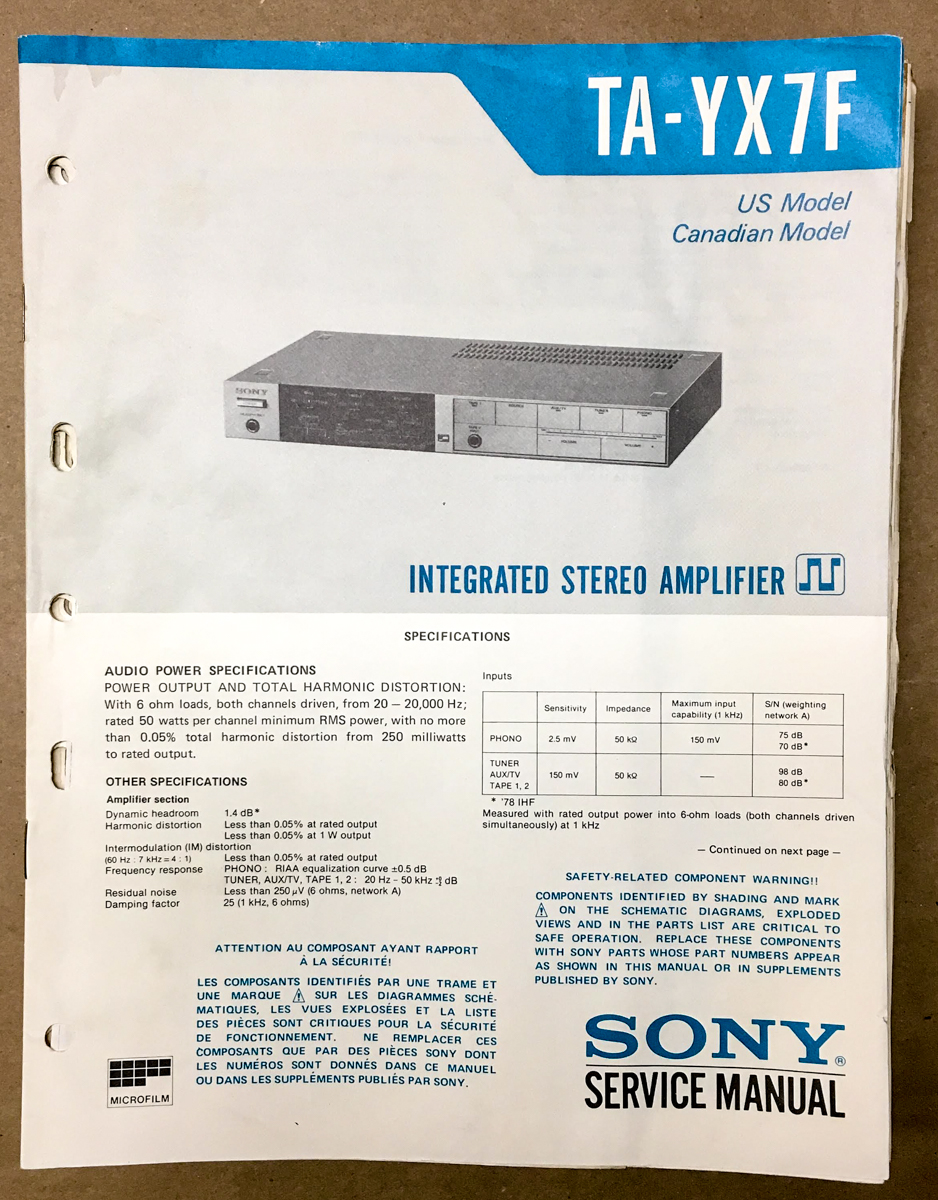 TA-YX7F
US Model
Canadian Model
SONY
INTEGRATED STEREO AMPLIFIER
SPECIFICATIONS
AUDIO POWER SPECIFICATIONS
POWER OUTPUT AND TOTAL HARMONIC DISTORTION:
With 6 ohm loads, both channels driven, from 20 – 20,000 Hz;
rated 50 watts per channel minimum RMS power, with no more
than 0.05% total harmonic distortion from 250 milliwatts
to rated output.
OTHER SPECIFICATIONS
Amplifier section
Dynamic headroom 1.4 dB*
Harmonic distortion Less than 0.05% at rated output
Less than 0.05% at 1 W output
Intermodulation (IM) distortion
(60 Hz : 7 kHz = 4 : 1) Less than 0.05% at rated output
Frequency response PHONO : RIAA equalization curve ±0.5 dB
TUNER, AUX/TV, TAPE 1, 2 : 20 Hz – 50 kHz dB
Residual noise Less than 250 µV (6 ohms, network A)
Damping factor 25 (1 kHz, 6 ohms)
Inputs
Sensitivity Impedance Maximum input capability (1 kHz) S/N (weighting network A)
PHONO 2.5 mV 50 kΩ 150 mV 75 dB 70 dB*
TUNER AUX/TV TAPE 1, 2 150 mV 50 kΩ — 98 dB 80 dB*
* '78 IHF
Measured with rated output power into 6-ohm loads (both channels driven
simultaneously) at 1 kHz
– Continued on next page –
ATTENTION AU COMPOSANT AYANT RAPPORT
À LA SÉCURITÉ!
LES COMPOSANTS IDENTIFIÉS PAR UNE TRAME ET
UNE MARQUE ⚠ SUR LES DIAGRAMMES SCHÉ-
MATIQUES, LES VUES EXPLOSÉES ET LA LISTE
DES PIÈCES SONT CRITIQUES POUR LA SÉCURITÉ
DE FONCTIONNEMENT. NE REMPLACER CES
COMPOSANTS QUE PAR DES PIÈCES SONY DONT
LES NUMÉROS SONT DONNÉS DANS CE MANUEL
OU DANS LES SUPPLÉMENTS PUBLIÉS PAR SONY.
SAFETY-RELATED COMPONENT WARNING!!
COMPONENTS IDENTIFIED BY SHADING AND MARK
⚠ ON THE SCHEMATIC DIAGRAMS, EXPLODED
VIEWS AND IN THE PARTS LIST ARE CRITICAL TO
SAFE OPERATION. REPLACE THESE COMPONENTS
WITH SONY PARTS WHOSE PART NUMBERS APPEAR
AS SHOWN IN THIS MANUAL OR IN SUPPLEMENTS
PUBLISHED BY SONY.
MICROFILM
SONY®
SERVICE MANUAL